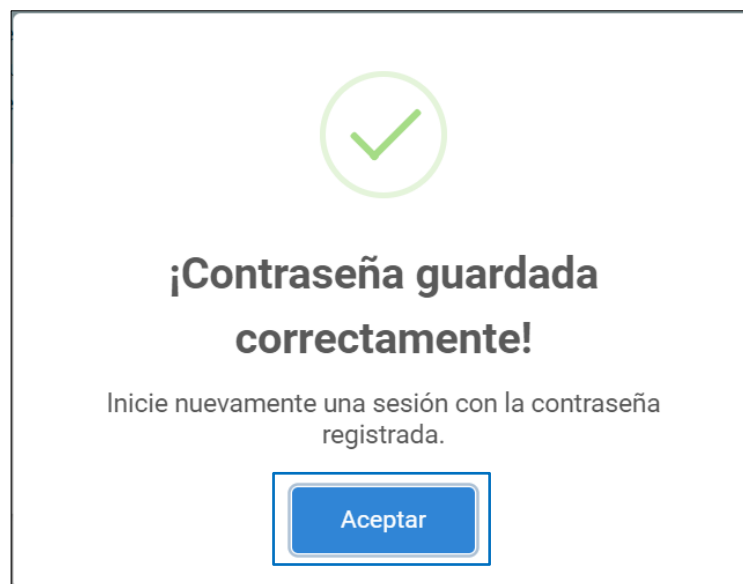 ¡Contraseña guardada
correctamente!
Inicie nuevamente una sesión con la contraseña
registrada.
Aceptar